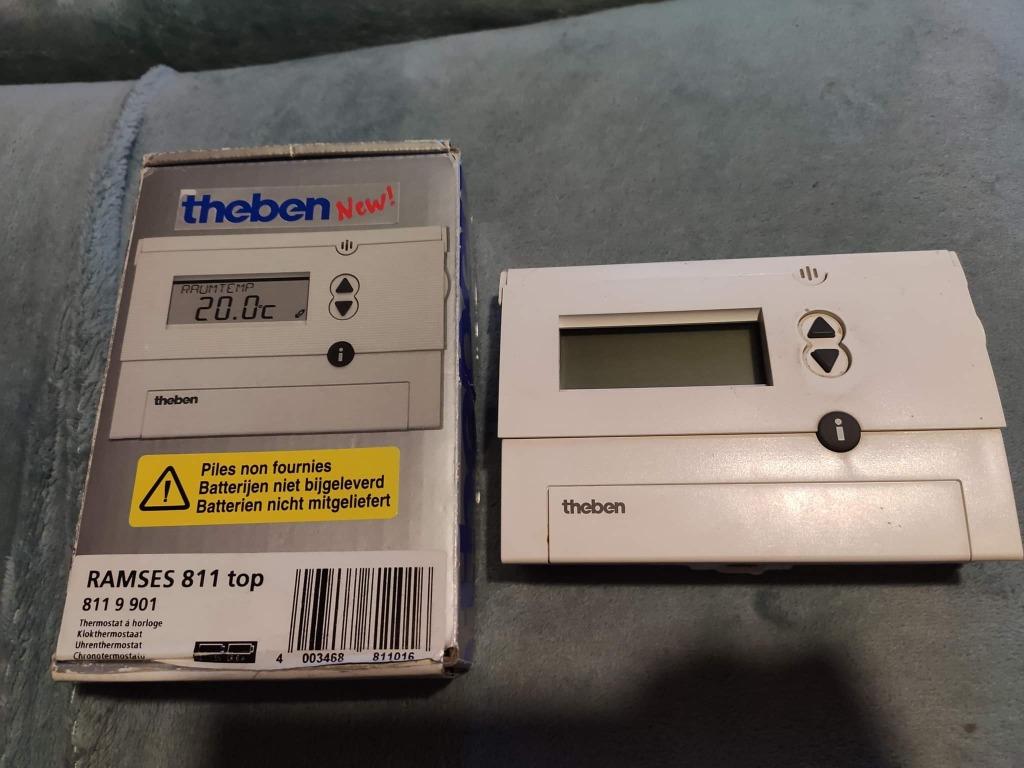 theben New!
RAUMTEMP
20.0°C
i
theben
Piles non fournies
Batterijen niet bijgeleverd
Batterien nicht mitgeliefert
RAMSES 811 top
811 9 901
Thermostat à horloge
Klokthermostaat
Uhrenthermostat
Chronotermostato
4 003468 811016
i
theben